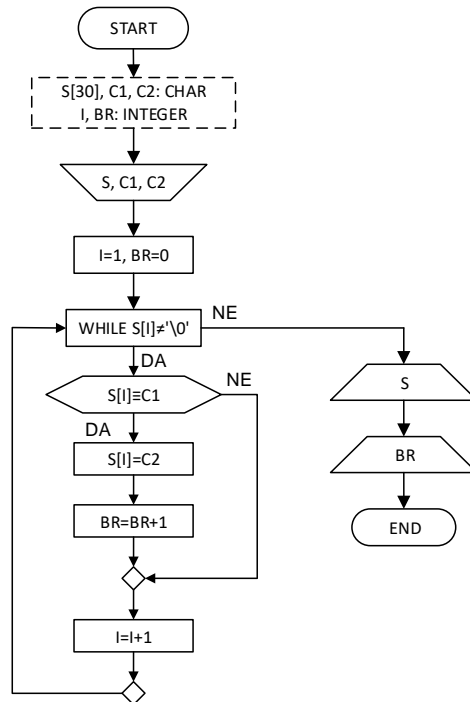 START
S[30], C1, C2: CHAR
I, BR: INTEGER
S, C1, C2
I=1, BR=0
WHILE S[I]≠'\0'
NE
DA
S[I]≡C1
NE
DA
S[I]=C2
BR=BR+1
I=I+1
S
BR
END